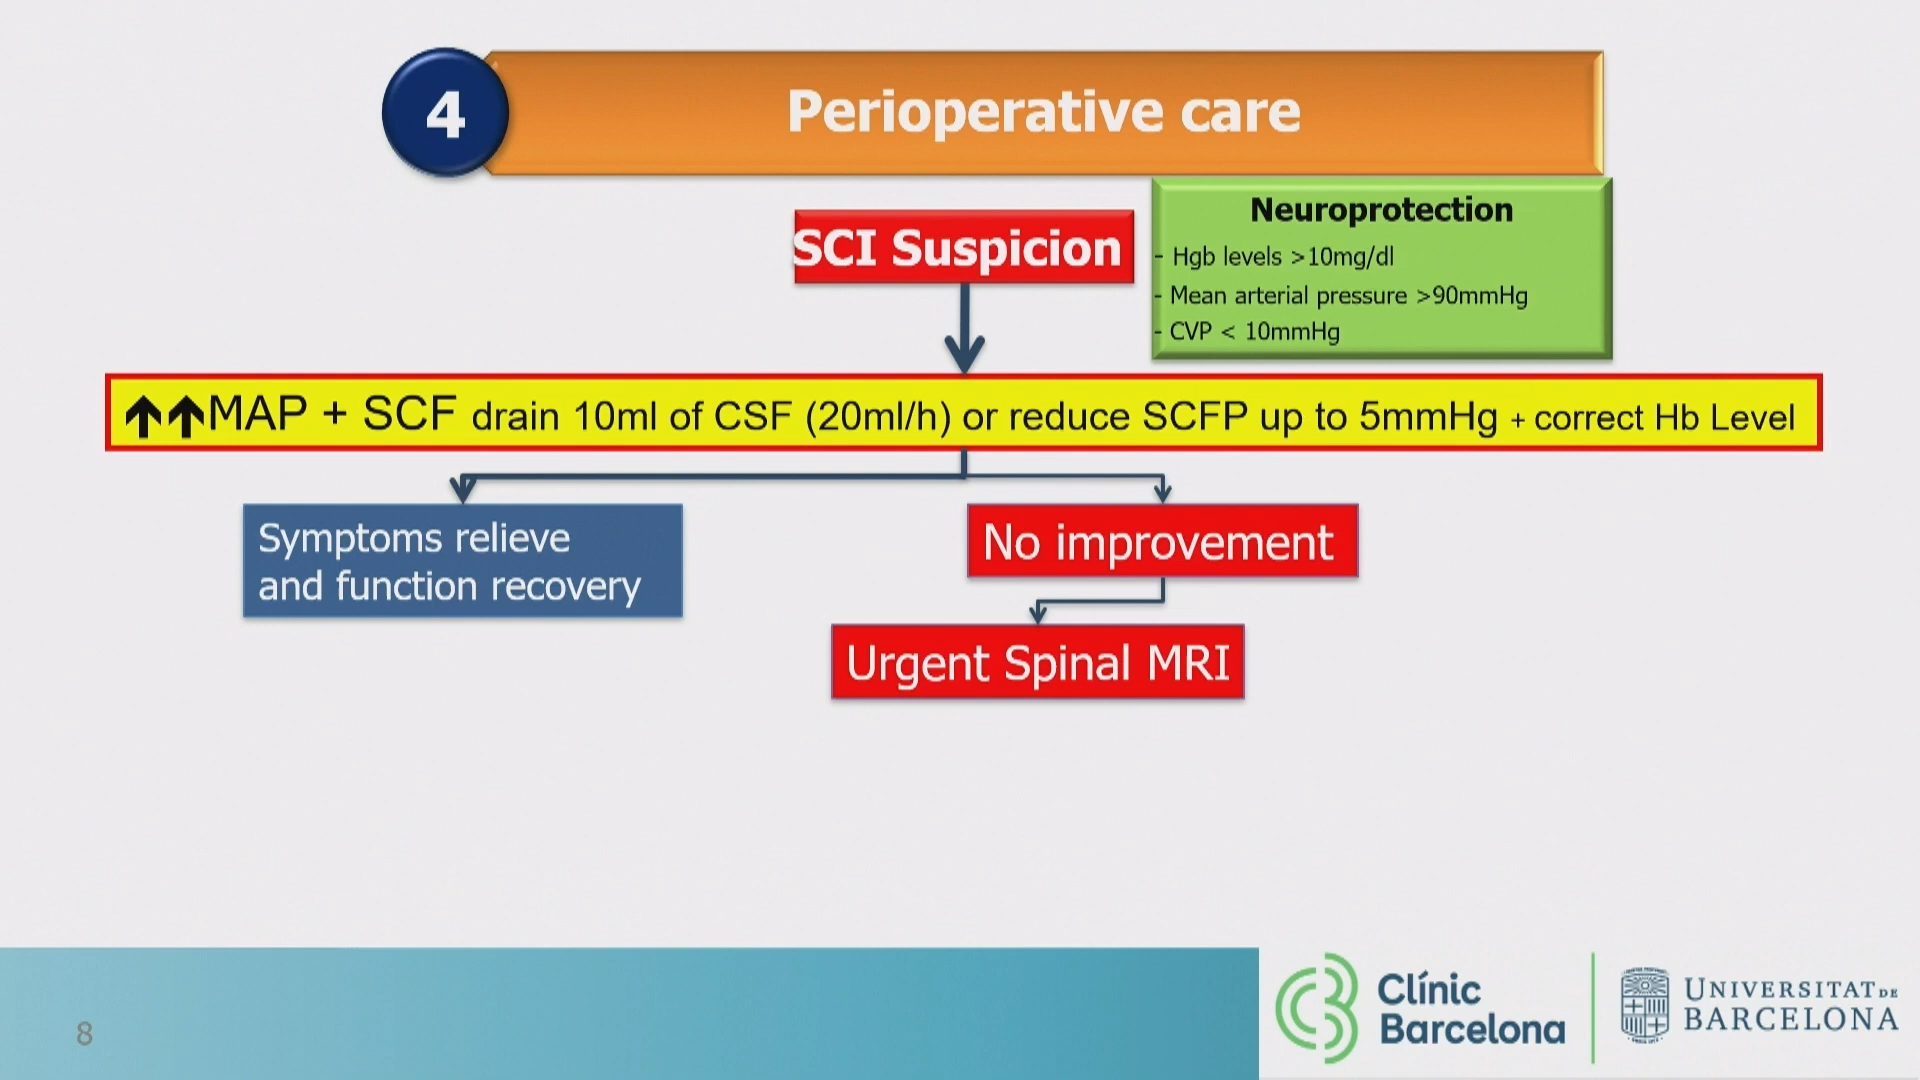 4
Perioperative care
SCI Suspicion
Neuroprotection
- Hgb levels >10mg/dl
- Mean arterial pressure >90mmHg
- CVP < 10mmHg
↑↑MAP + SCF drain 10ml of CSF (20ml/h) or reduce SCFP up to 5mmHg + correct Hb Level
Symptoms relieve
and function recovery
No improvement
Urgent Spinal MRI
8
Clínic
Barcelona
UNIVERSITAT DE
BARCELONA